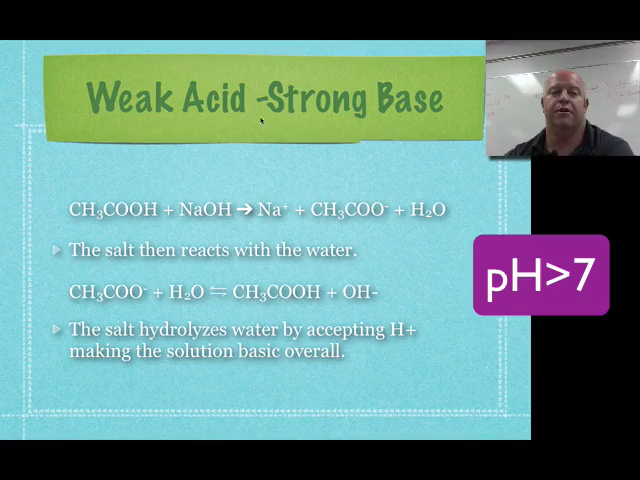 Weak Acid -Strong Base
CH₃COOH + NaOH ➔ Na⁺ + CH₃COO⁻ + H₂O
The salt then reacts with the water.
CH₃COO⁻ + H₂O ⇌ CH₃COOH + OH-
The salt hydrolyzes water by accepting H+
making the solution basic overall.
pH>7